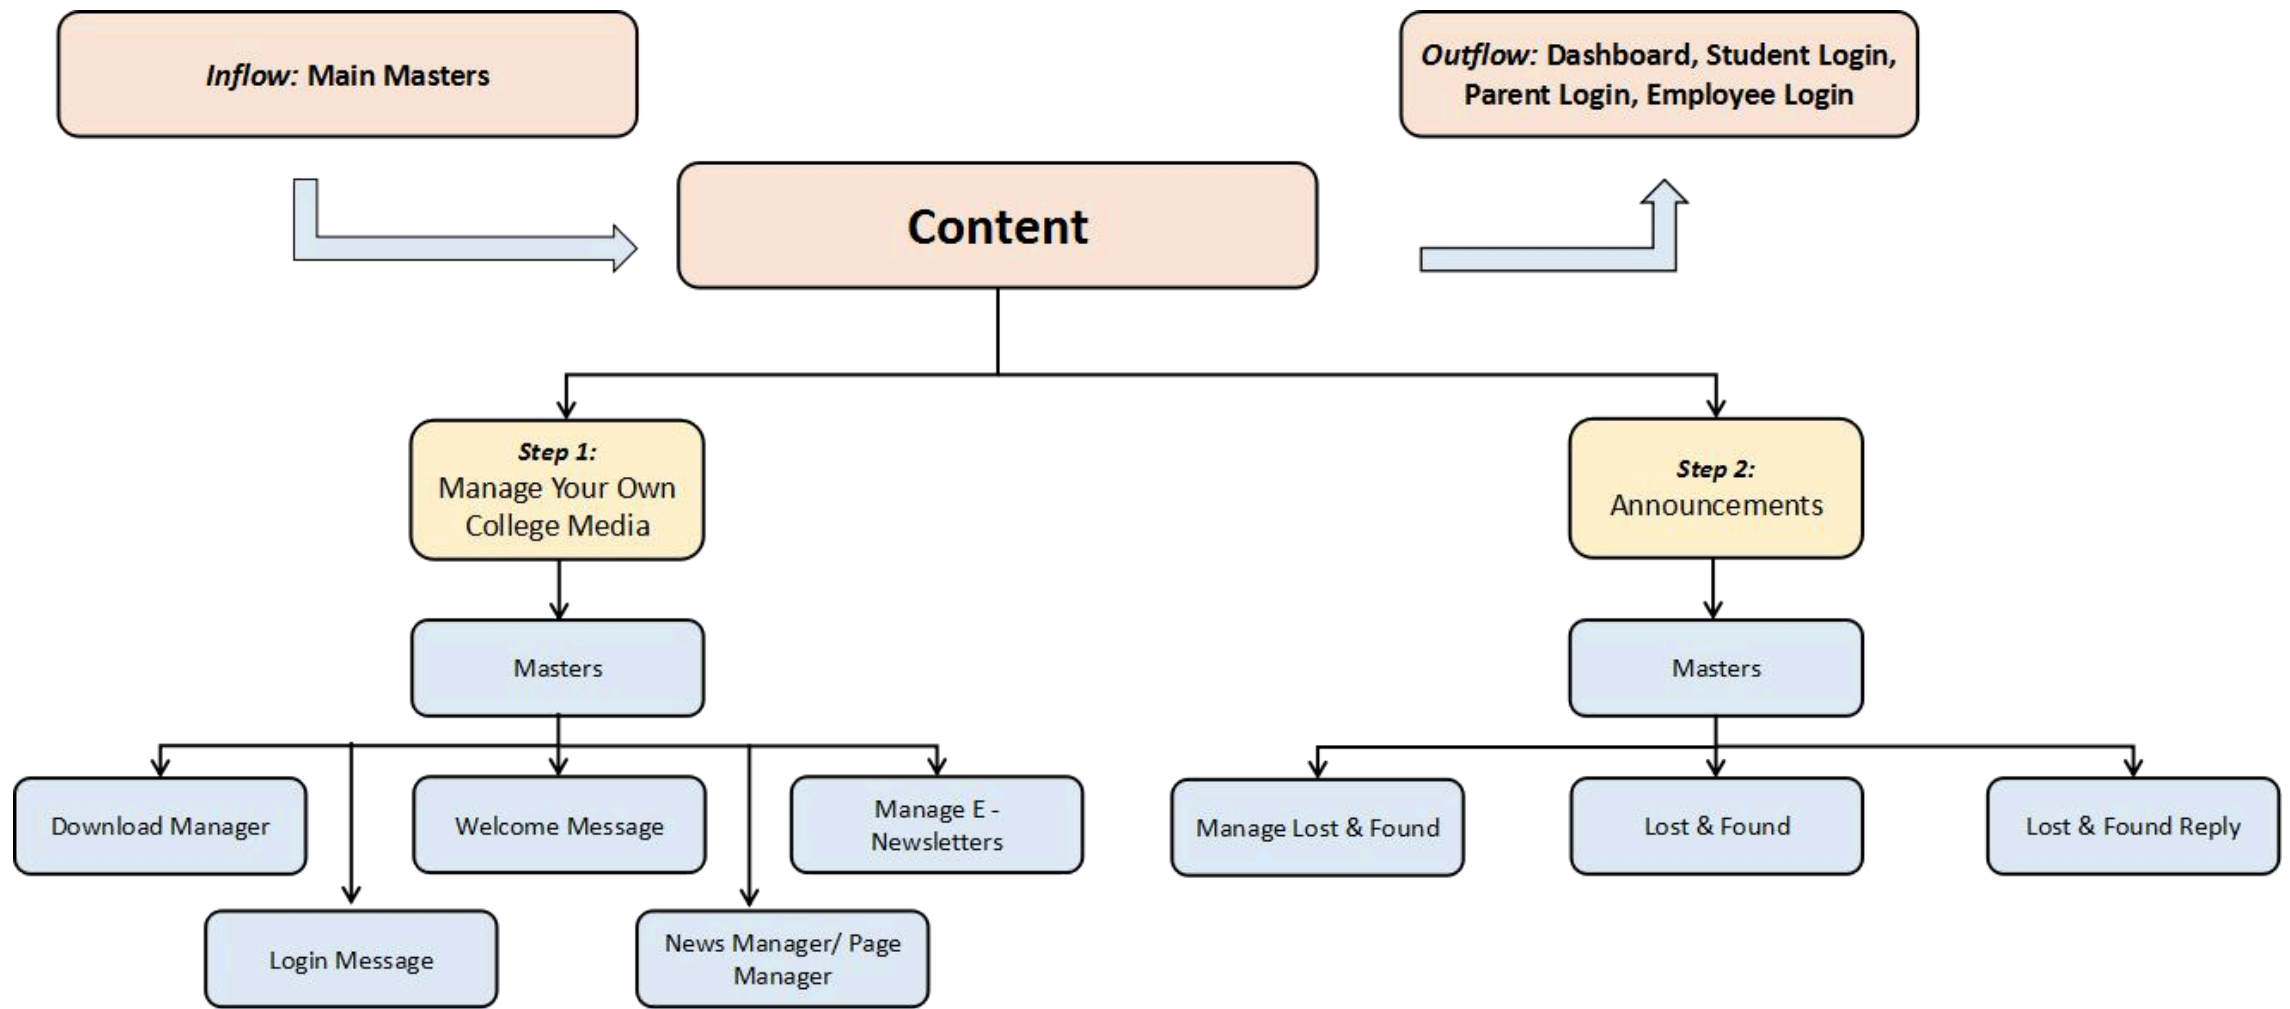 Inflow: Main Masters
Outflow: Dashboard, Student Login,
Parent Login, Employee Login
Content
Step 1:
Manage Your Own
College Media
Step 2:
Announcements
Masters
Masters
Download Manager
Welcome Message
Manage E -
Newsletters
Manage Lost & Found
Lost & Found
Lost & Found Reply
Login Message
News Manager/ Page
Manager